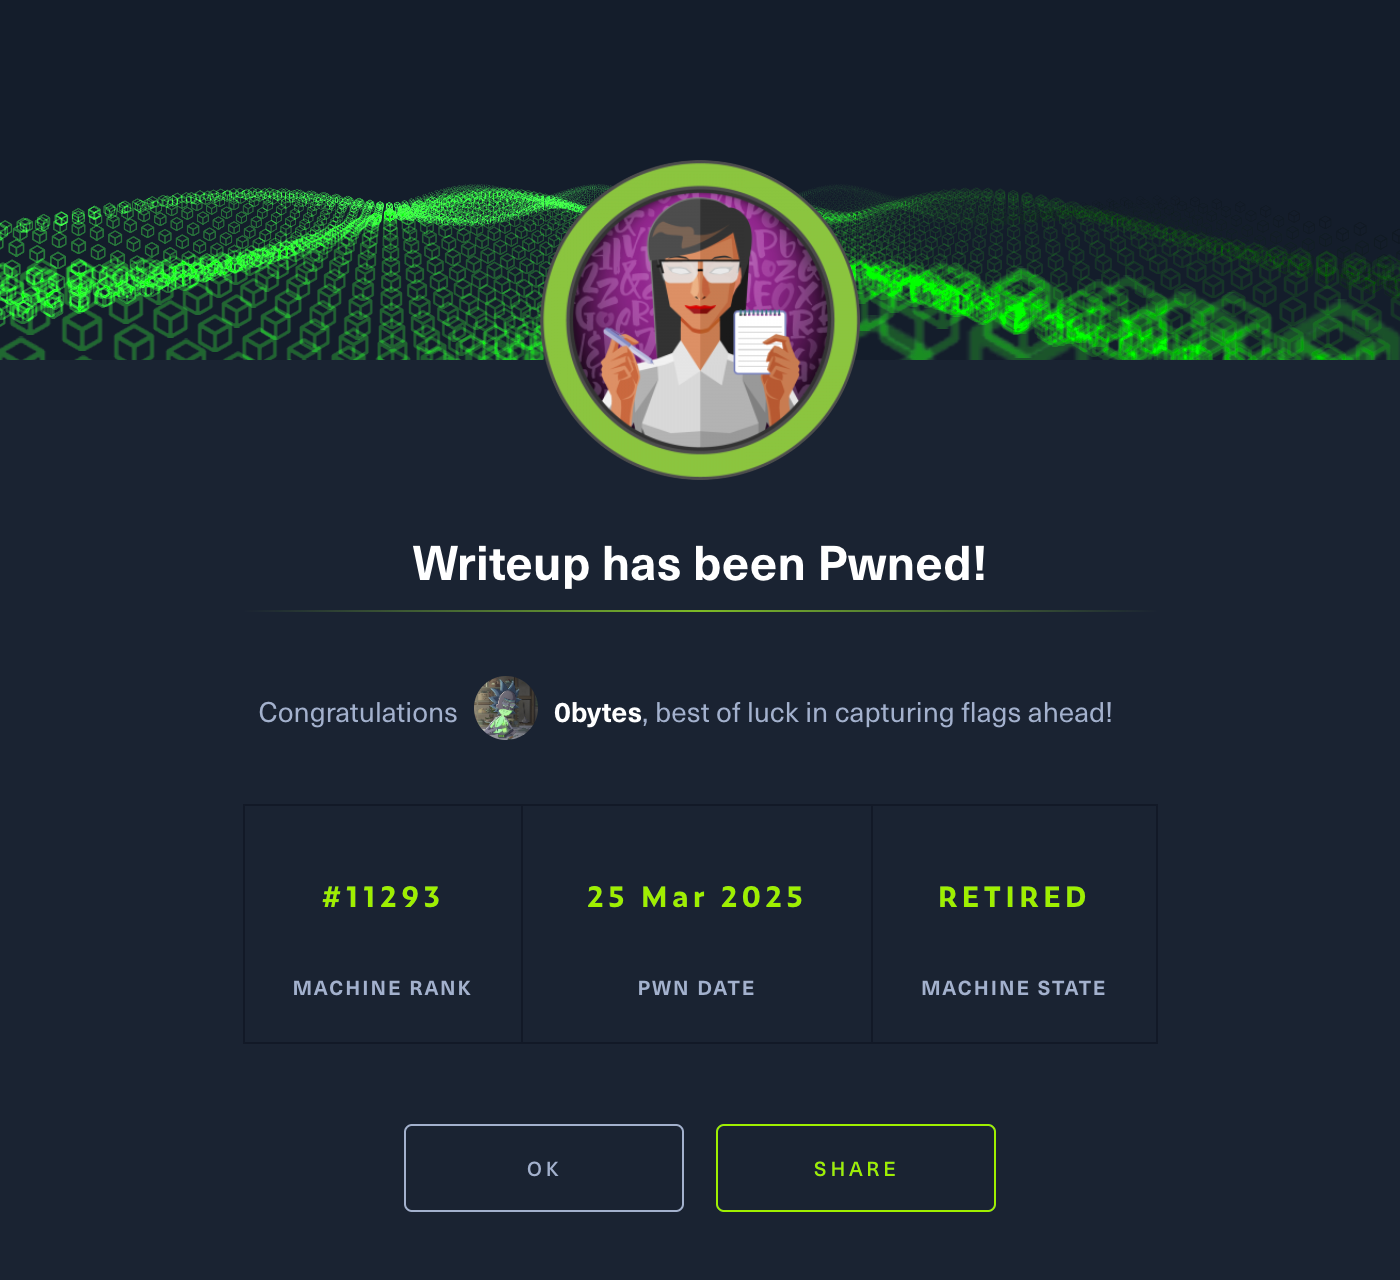 Writeup has been Pwned!
Congratulations 0bytes, best of luck in capturing flags ahead!
#11293
MACHINE RANK
25 Mar 2025
PWN DATE
RETIRED
MACHINE STATE
OK
SHARE